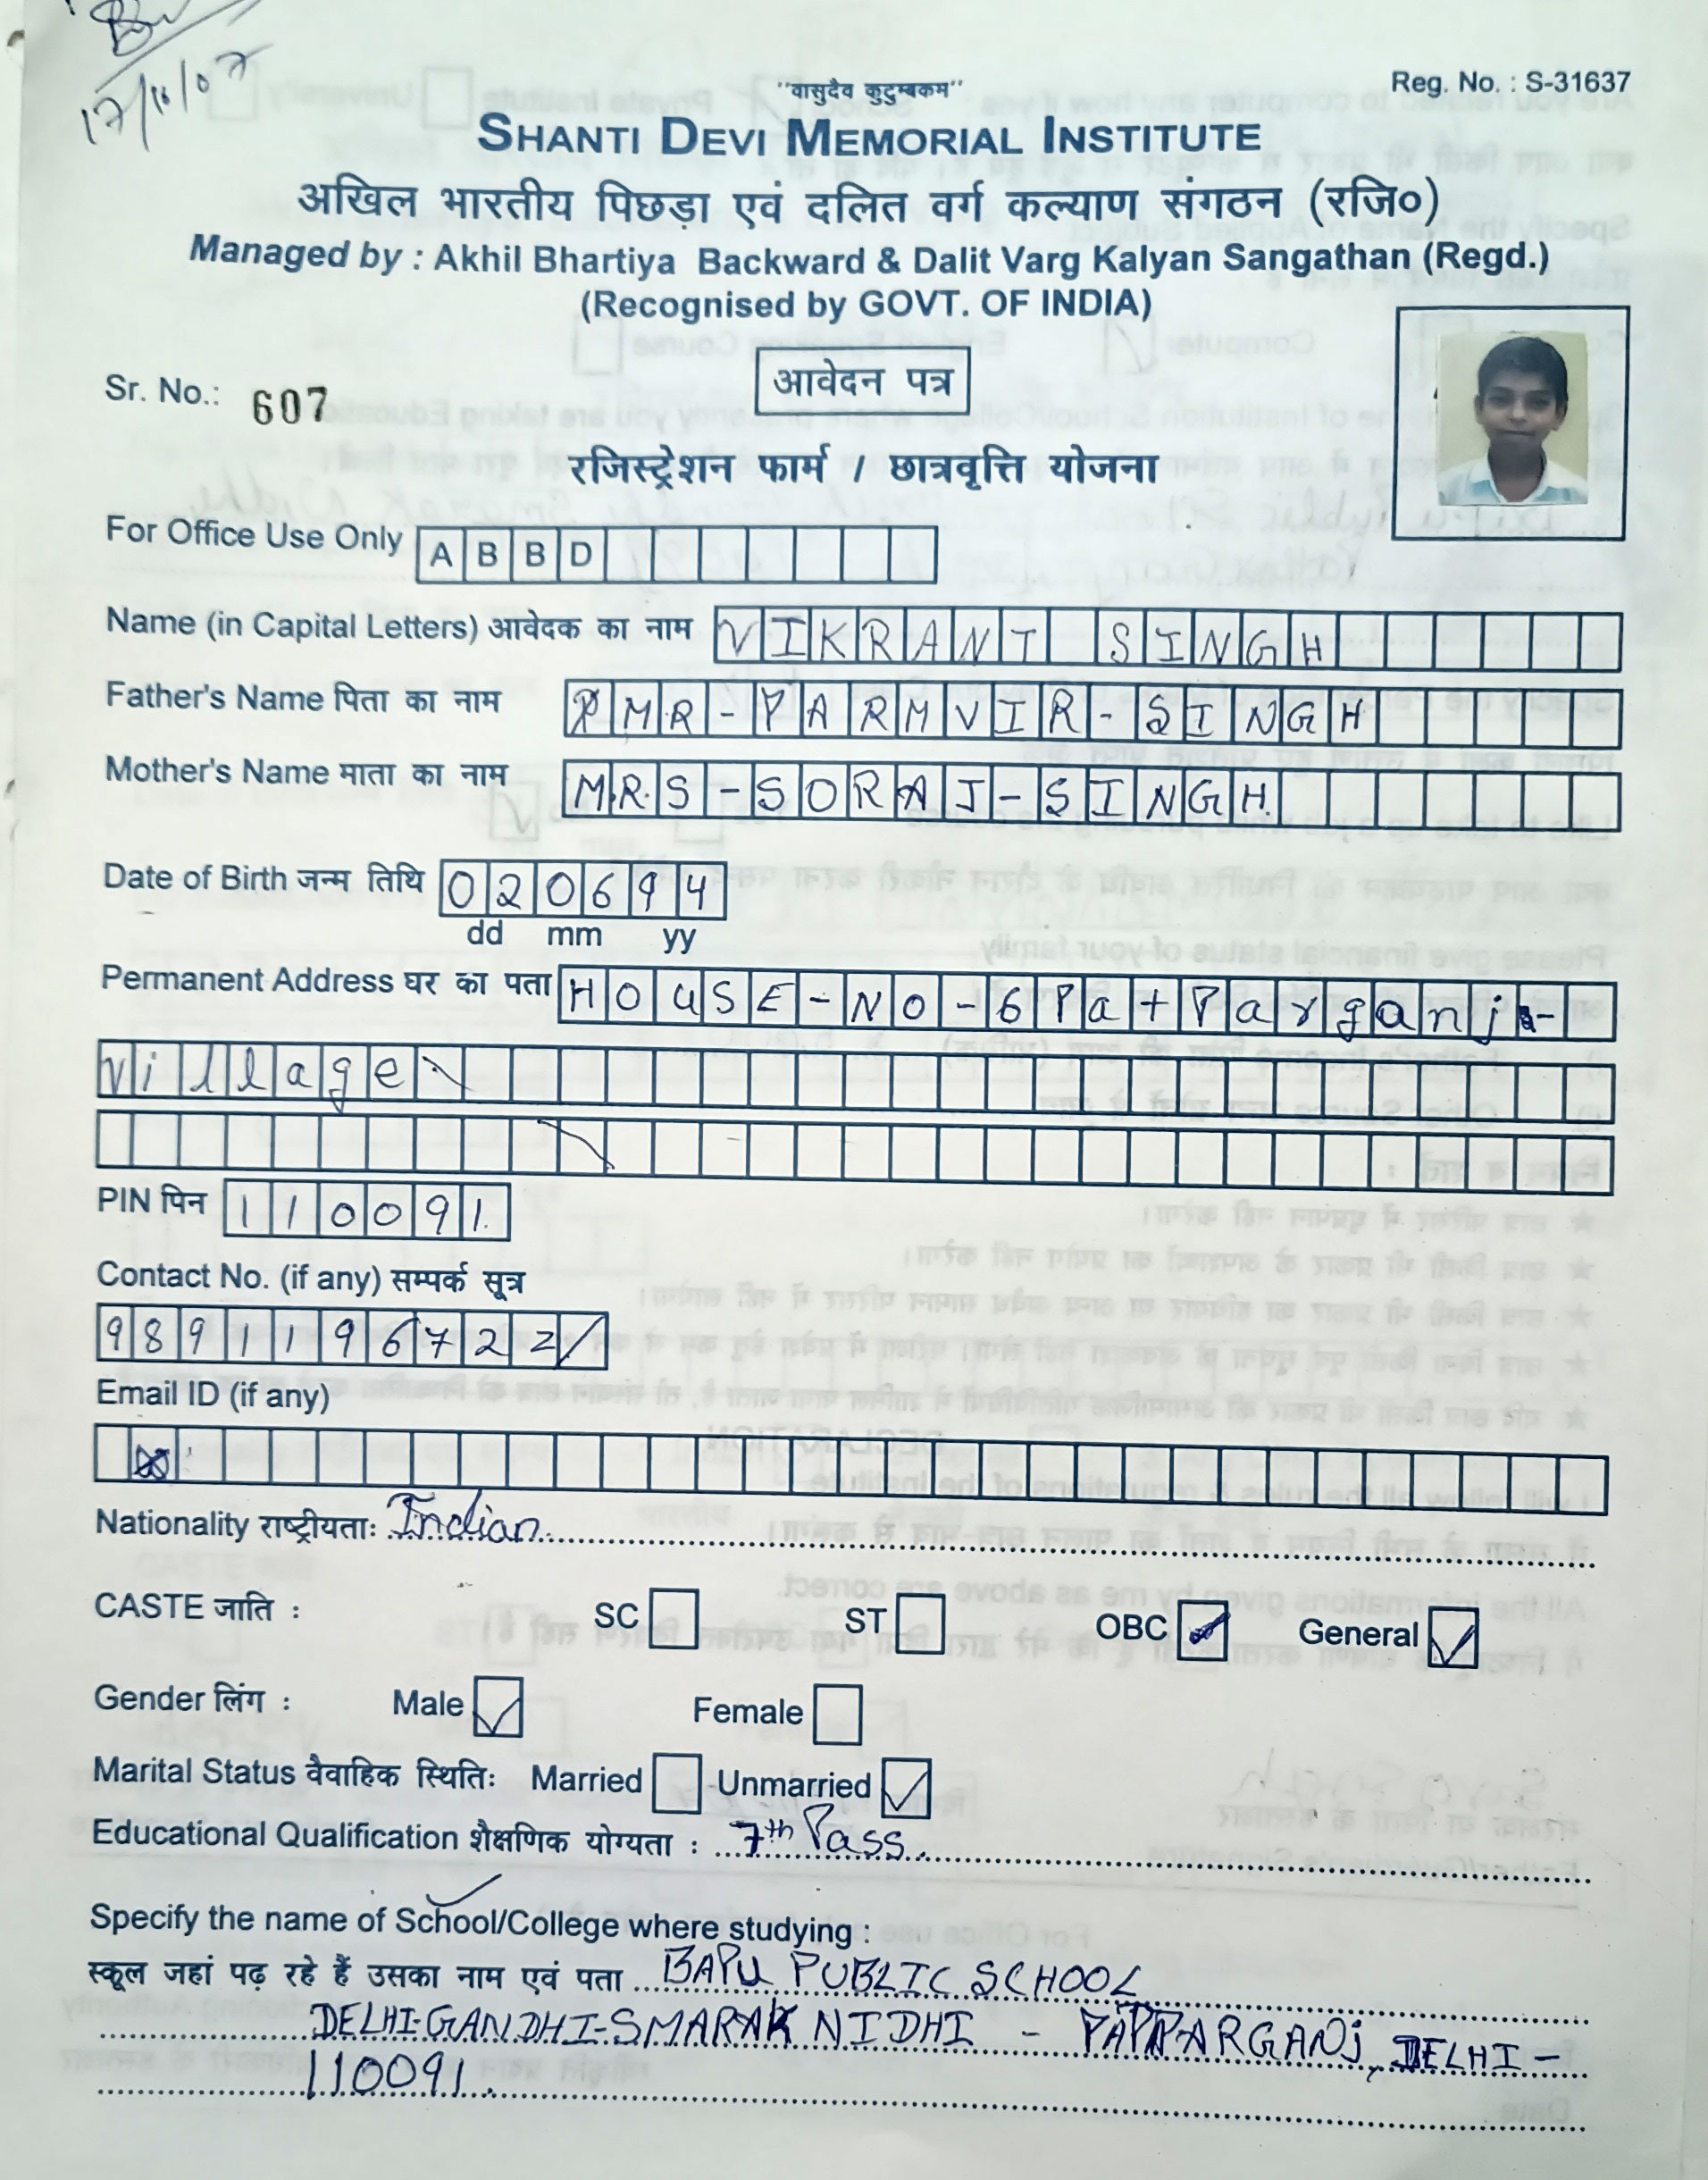 17/11/07
"वासुदैव कुटुम्बकम" Reg. No. : S-31637
SHANTI DEVI MEMORIAL INSTITUTE
अखिल भारतीय पिछड़ा एवं दलित वर्ग कल्याण संगठन (रजि०)
Managed by : Akhil Bhartiya Backward & Dalit Varg Kalyan Sangathan (Regd.)
(Recognised by GOVT. OF INDIA)
आवेदन पत्र
Sr. No.: 607
रजिस्ट्रेशन फार्म / छात्रवृत्ति योजना
For Office Use Only A B B D
Name (in Capital Letters) आवेदक का नाम VIKRANT SINGH
Father's Name पिता का नाम MR - PARMVIR - SINGH
Mother's Name माता का नाम MRS - SORAJ - SINGH
Date of Birth जन्म तिथि 020694
dd mm yy
Permanent Address घर का पता HOUSE - NO - 6 Patparganj -
Village
PIN पिन 110091
Contact No. (if any) सम्पर्क सूत्र
9891196722
Email ID (if any)
Nationality राष्ट्रीयताः Indian
CASTE जाति : SC ST OBC General
Gender लिंग : Male Female
Marital Status वैवाहिक स्थितिः Married Unmarried
Educational Qualification शैक्षणिक योग्यता : 7th Pass
Specify the name of School/College where studying :
स्कूल जहां पढ़ रहे हैं उसका नाम एवं पता BAPU PUBLIC SCHOOL
DELHI-GANDHI-SMARAK NIDHI - PATPARGANj, DELHI -
110091.